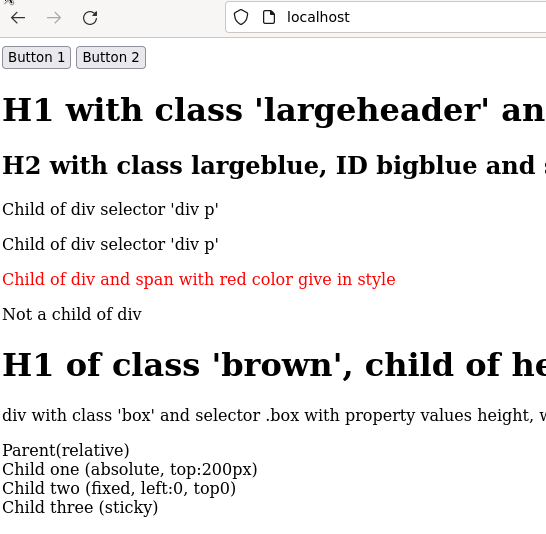 localhost
Button 1 Button 2
H1 with class 'largeheader' an
H2 with class largeblue, ID bigblue and
Child of div selector 'div p'
Child of div selector 'div p'
Child of div and span with red color give in style
Not a child of div
H1 of class 'brown', child of he
div with class 'box' and selector .box with property values height, w
Parent(relative)
Child one (absolute, top:200px)
Child two (fixed, left:0, top0)
Child three (sticky)